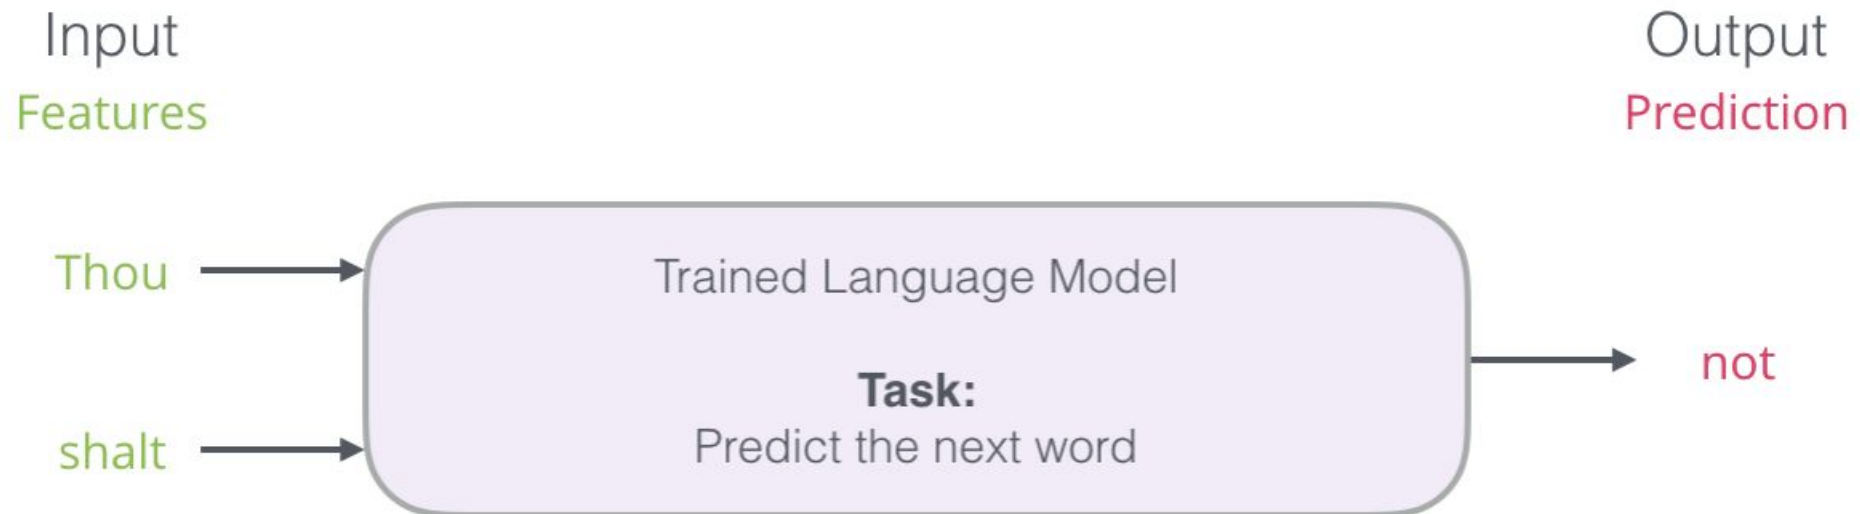 Input
Output
Features
Prediction
Thou
Trained Language Model
not
Task:
shalt
Predict the next word